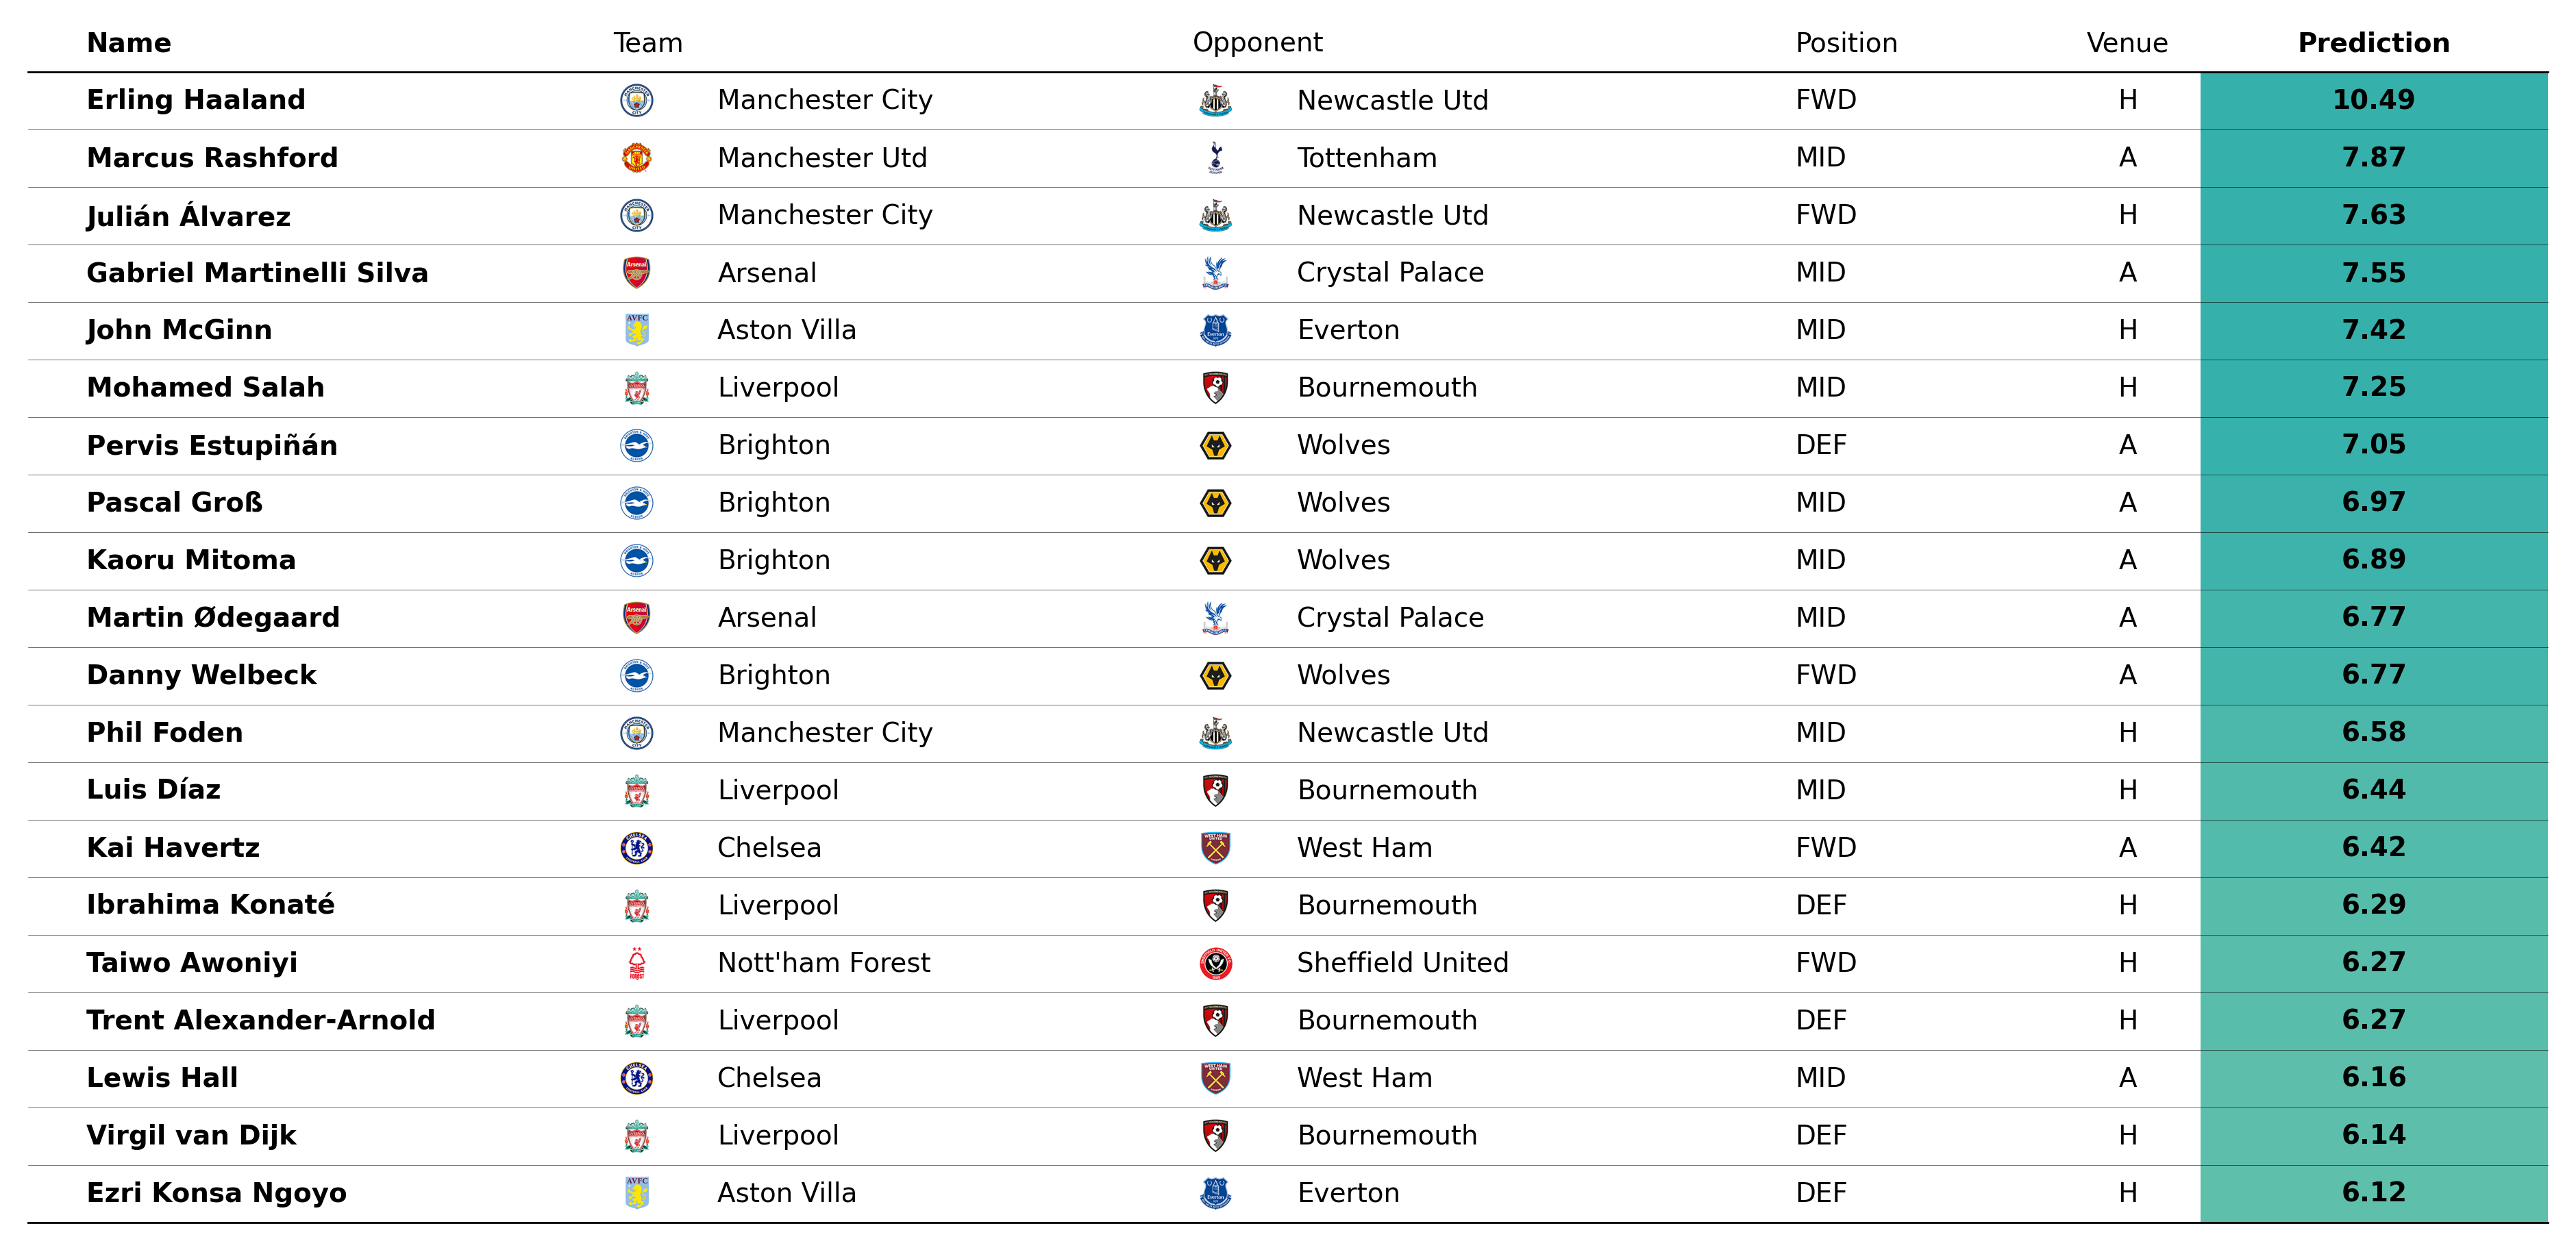 Name Team Opponent Position Venue Prediction
Erling Haaland Manchester City Newcastle Utd FWD H 10.49
Marcus Rashford Manchester Utd Tottenham MID A 7.87
Julián Álvarez Manchester City Newcastle Utd FWD H 7.63
Gabriel Martinelli Silva Arsenal Crystal Palace MID A 7.55
John McGinn Aston Villa Everton MID H 7.42
Mohamed Salah Liverpool Bournemouth MID H 7.25
Pervis Estupiñán Brighton Wolves DEF A 7.05
Pascal Groß Brighton Wolves MID A 6.97
Kaoru Mitoma Brighton Wolves MID A 6.89
Martin Ødegaard Arsenal Crystal Palace MID A 6.77
Danny Welbeck Brighton Wolves FWD A 6.77
Phil Foden Manchester City Newcastle Utd MID H 6.58
Luis Díaz Liverpool Bournemouth MID H 6.44
Kai Havertz Chelsea West Ham FWD A 6.42
Ibrahima Konaté Liverpool Bournemouth DEF H 6.29
Taiwo Awoniyi Nott'ham Forest Sheffield United FWD H 6.27
Trent Alexander-Arnold Liverpool Bournemouth DEF H 6.27
Lewis Hall Chelsea West Ham MID A 6.16
Virgil van Dijk Liverpool Bournemouth DEF H 6.14
Ezri Konsa Ngoyo Aston Villa Everton DEF H 6.12